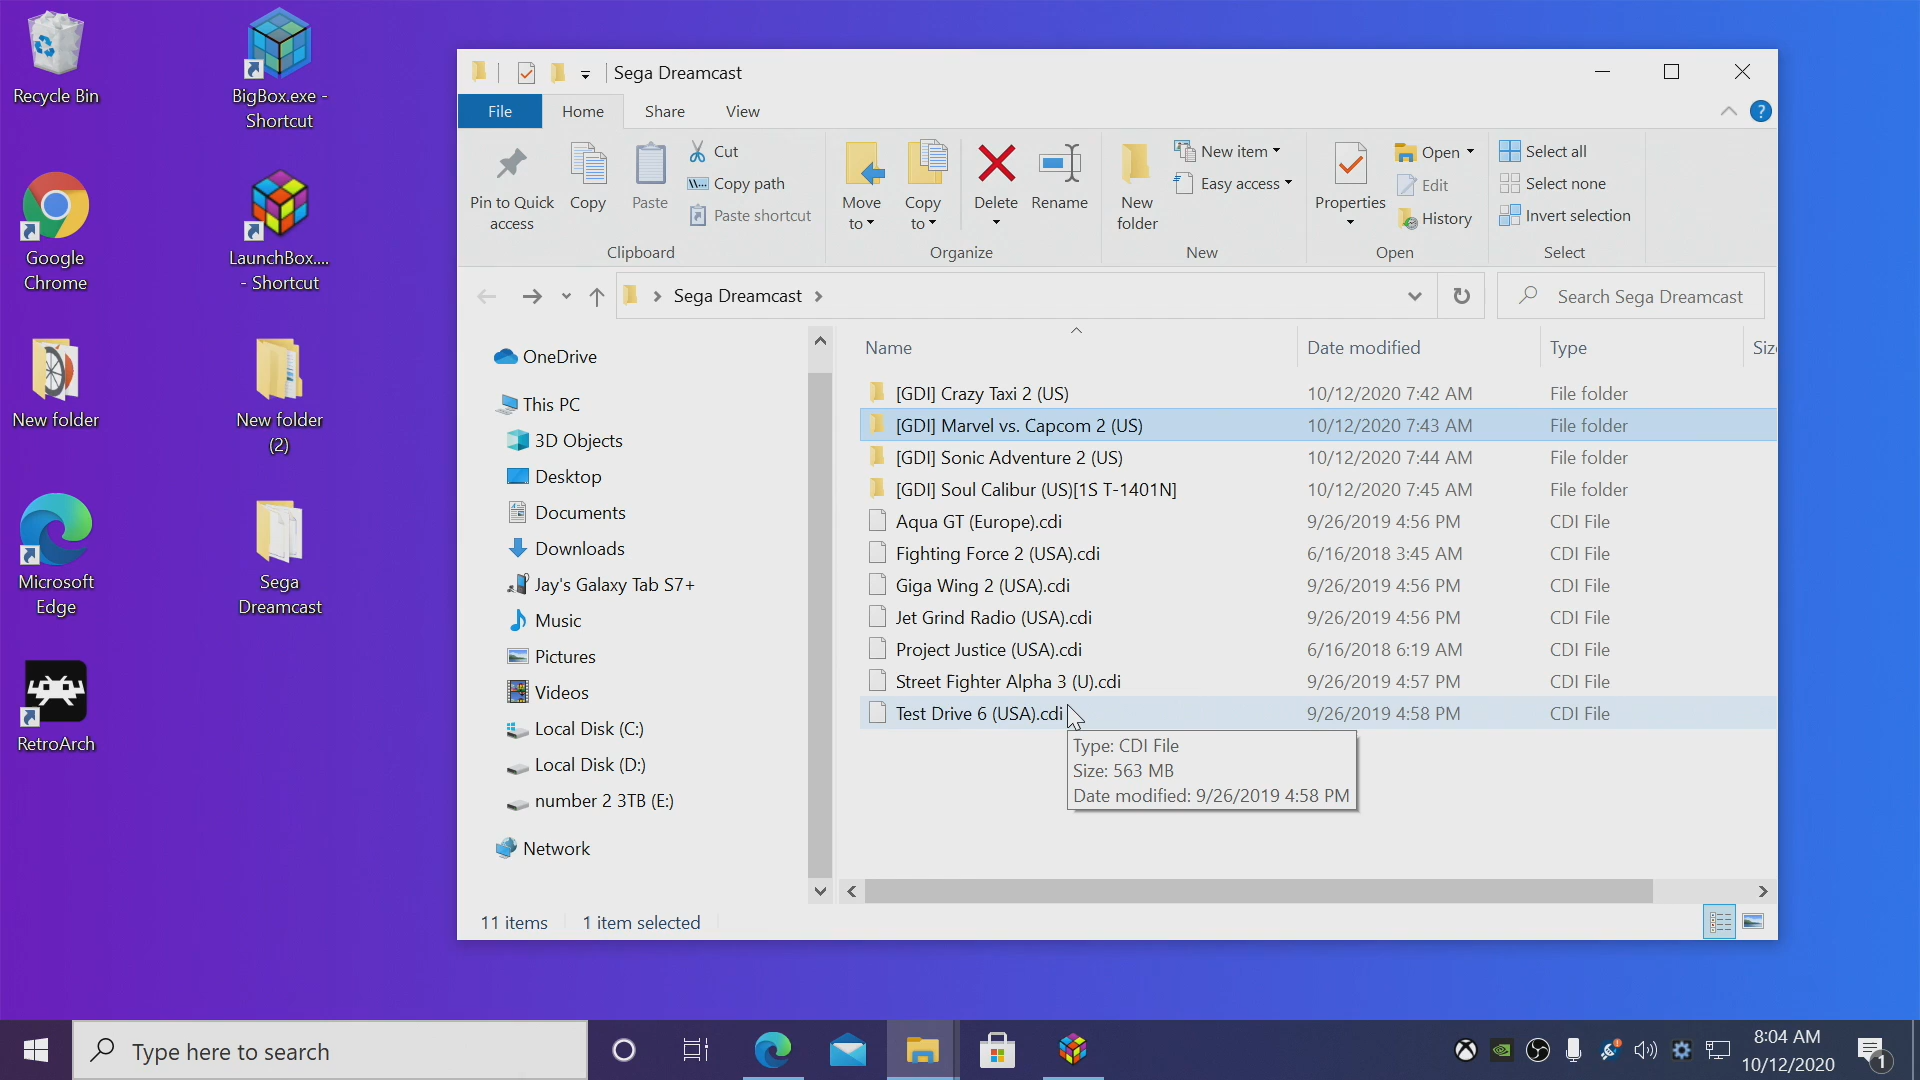 Recycle Bin
BigBox.exe -
Shortcut
Google
Chrome
LaunchBox....
- Shortcut
New folder
New folder
(2)
Microsoft
Edge
Sega
Dreamcast
RetroArch
Sega Dreamcast
File
Home
Share
View
?
Pin to Quick
access
Copy
Paste
Cut
Copy path
Paste shortcut
Clipboard
Move
to
Copy
to
Delete
Rename
Organize
New
folder
New item
Easy access
New
Properties
Open
Edit
History
Open
Select all
Select none
Invert selection
Select
Sega Dreamcast
Search Sega Dreamcast
OneDrive
This PC
3D Objects
Desktop
Documents
Downloads
Jay's Galaxy Tab S7+
Music
Pictures
Videos
Local Disk (C:)
Local Disk (D:)
number 2 3TB (E:)
Network
Name Date modified Type Siz
[GDI] Crazy Taxi 2 (US) 10/12/2020 7:42 AM File folder
[GDI] Marvel vs. Capcom 2 (US) 10/12/2020 7:43 AM File folder
[GDI] Sonic Adventure 2 (US) 10/12/2020 7:44 AM File folder
[GDI] Soul Calibur (US)[1S T-1401N] 10/12/2020 7:45 AM File folder
Aqua GT (Europe).cdi 9/26/2019 4:56 PM CDI File
Fighting Force 2 (USA).cdi 6/16/2018 3:45 AM CDI File
Giga Wing 2 (USA).cdi 9/26/2019 4:56 PM CDI File
Jet Grind Radio (USA).cdi 9/26/2019 4:56 PM CDI File
Project Justice (USA).cdi 6/16/2018 6:19 AM CDI File
Street Fighter Alpha 3 (U).cdi 9/26/2019 4:57 PM CDI File
Test Drive 6 (USA).cdi 9/26/2019 4:58 PM CDI File
Type: CDI File
Size: 563 MB
Date modified: 9/26/2019 4:58 PM
11 items 1 item selected
Type here to search
8:04 AM
10/12/2020
1